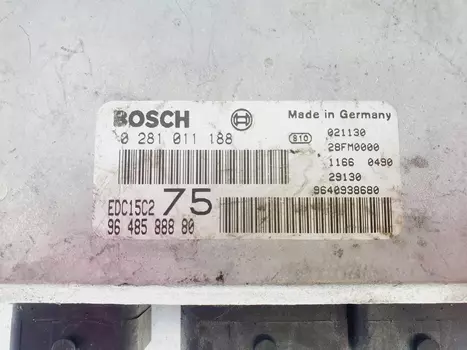 BOSCH
Made in Germany
0 281 011 188
810
021130
28FM0000
1166 0490
29130
9640938680
EDC15C2
75
96 485 888 80